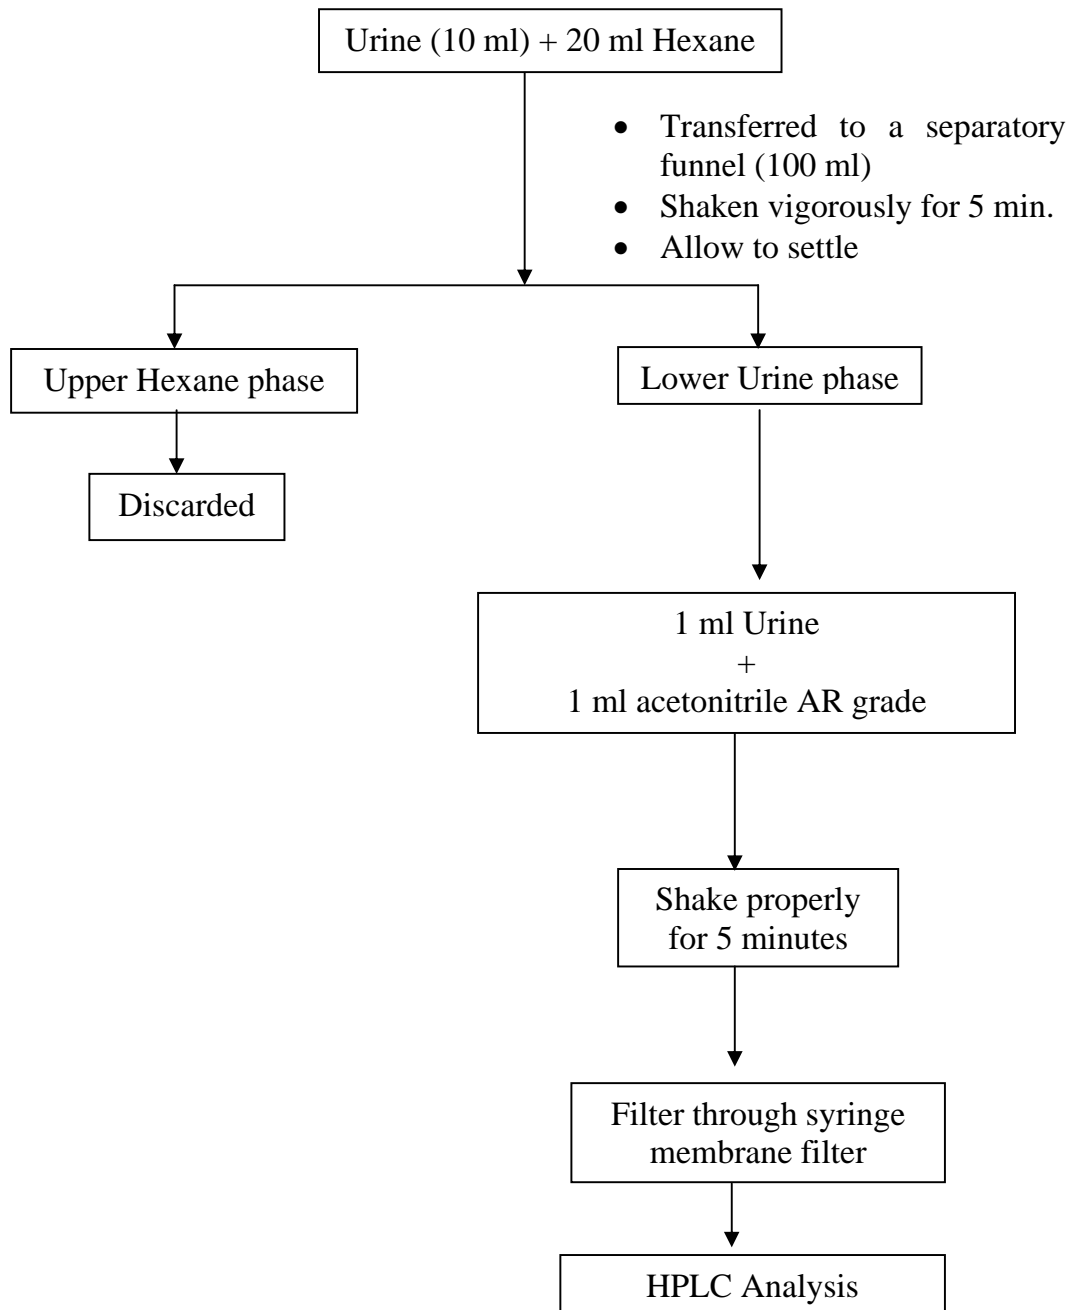 Urine (10 ml) + 20 ml Hexane
• Transferred to a separatory
funnel (100 ml)
• Shaken vigorously for 5 min.
• Allow to settle
Upper Hexane phase
Lower Urine phase
Discarded
1 ml Urine
+
1 ml acetonitrile AR grade
Shake properly
for 5 minutes
Filter through syringe
membrane filter
HPLC Analysis